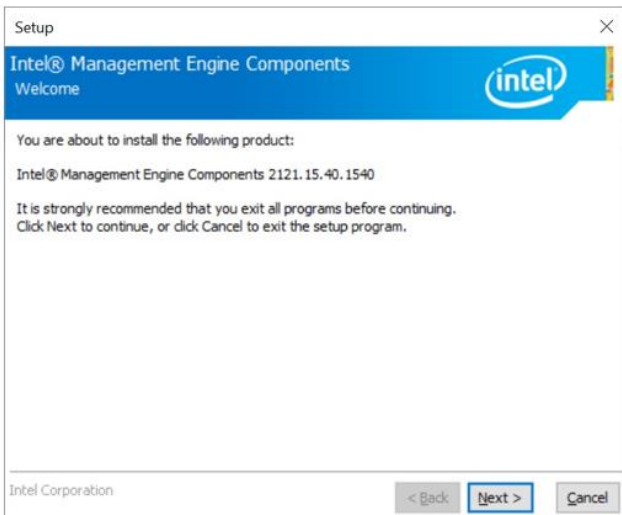 Setup
Intel® Management Engine Components
Welcome
intel
You are about to install the following product:
Intel® Management Engine Components 2121.15.40.1540
It is strongly recommended that you exit all programs before continuing.
Click Next to continue, or click Cancel to exit the setup program.
Intel Corporation
< Back Next > Cancel